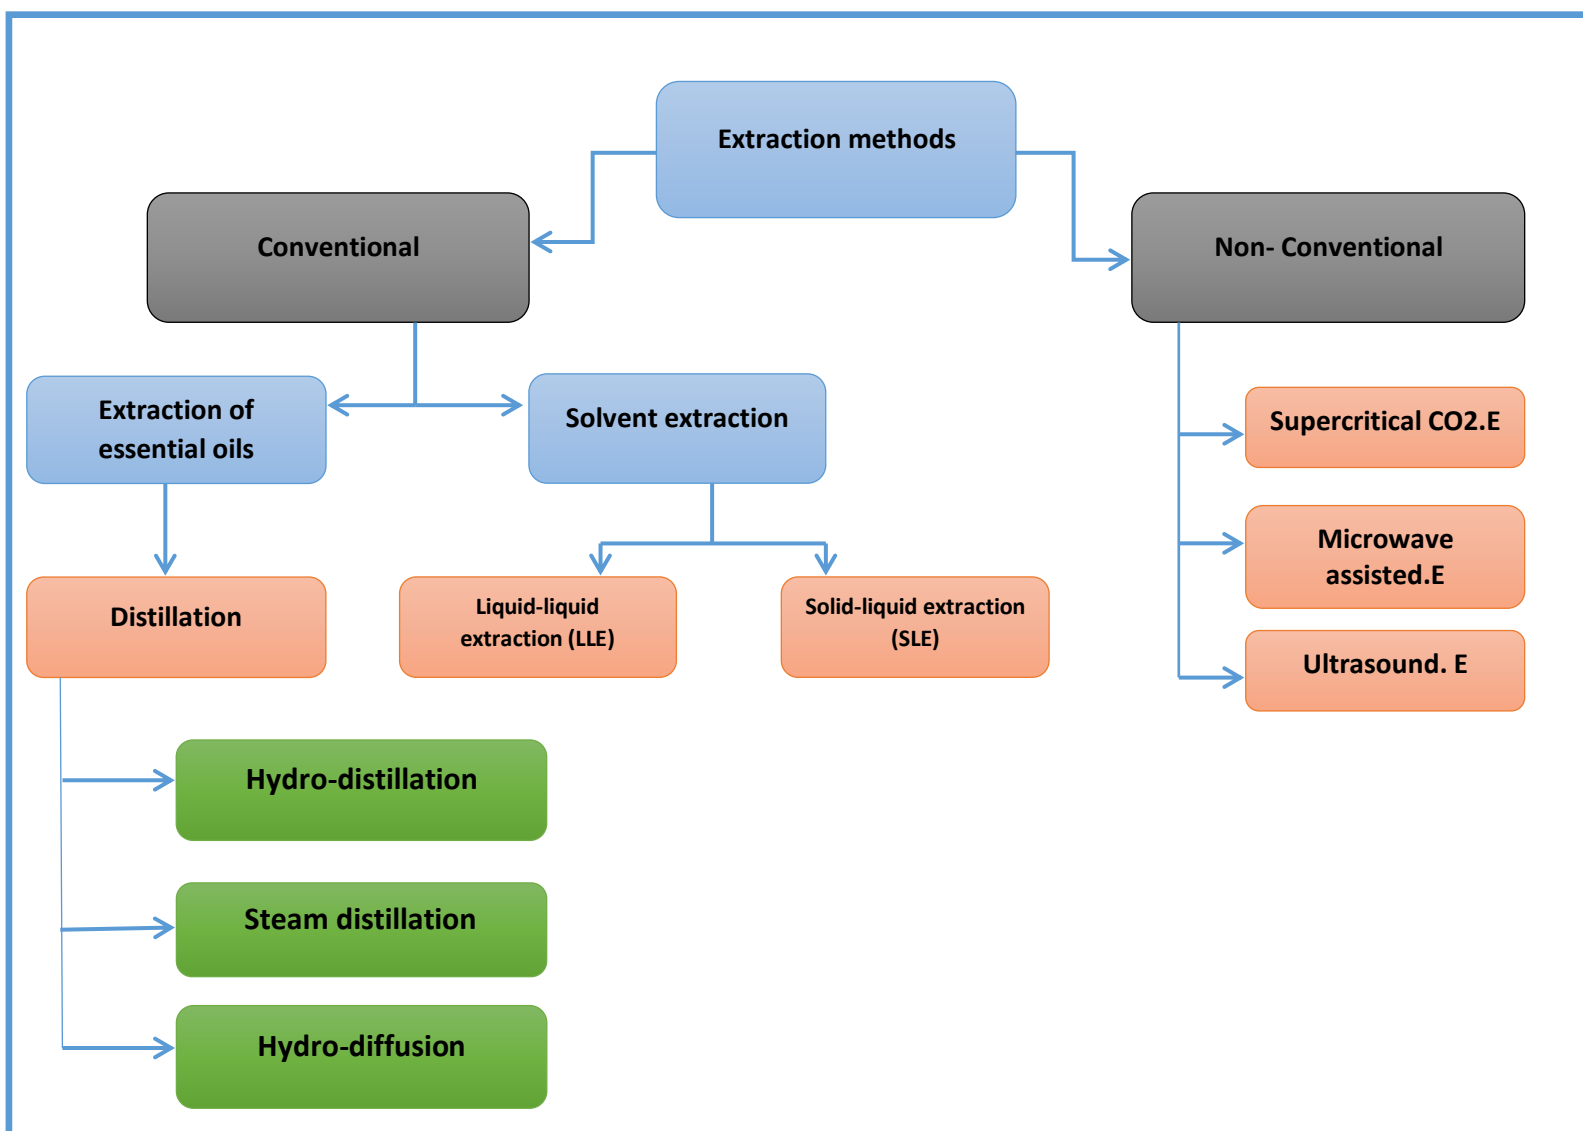 Extraction methods
Conventional
Non- Conventional
Extraction of
essential oils
Solvent extraction
Supercritical CO2.E
Microwave
assisted.E
Ultrasound. E
Distillation
Liquid-liquid
extraction (LLE)
Solid-liquid extraction
(SLE)
Hydro-distillation
Steam distillation
Hydro-diffusion